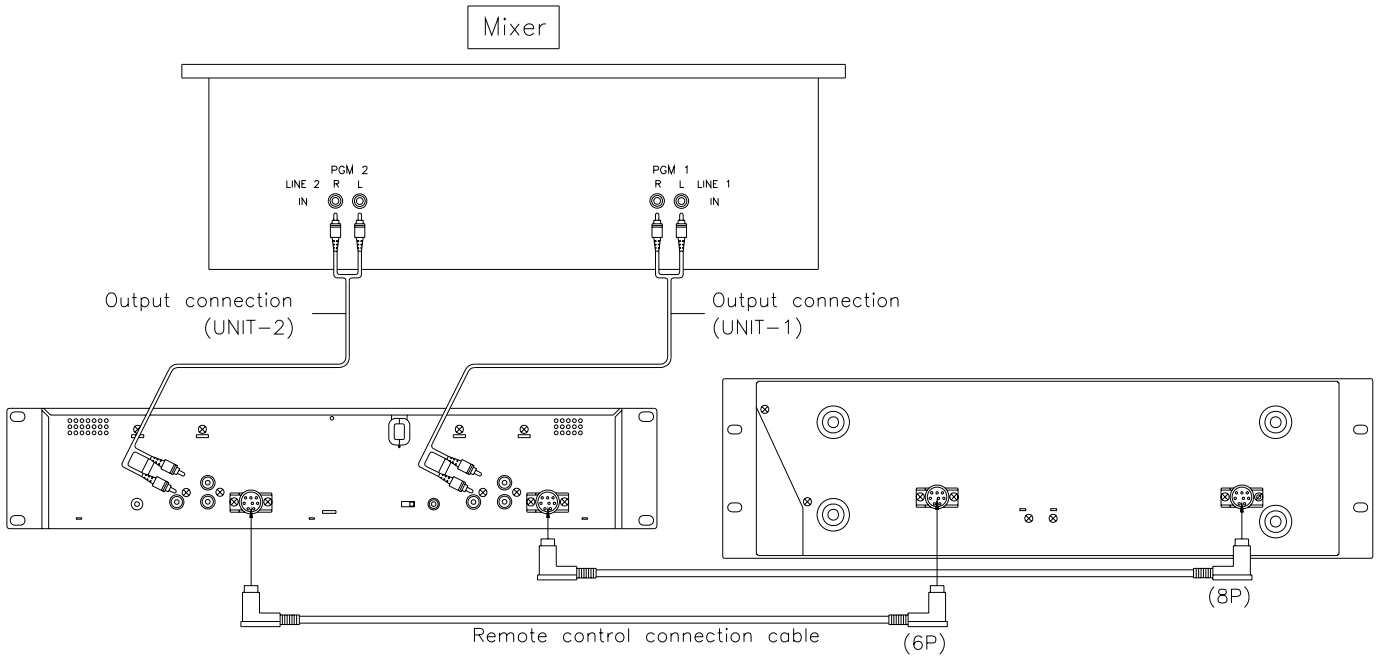 Mixer
PGM 2
LINE 2 R L
IN
PGM 1
R L LINE 1
IN
Output connection
(UNIT-2)
Output connection
(UNIT-1)
(8P)
Remote control connection cable
(6P)